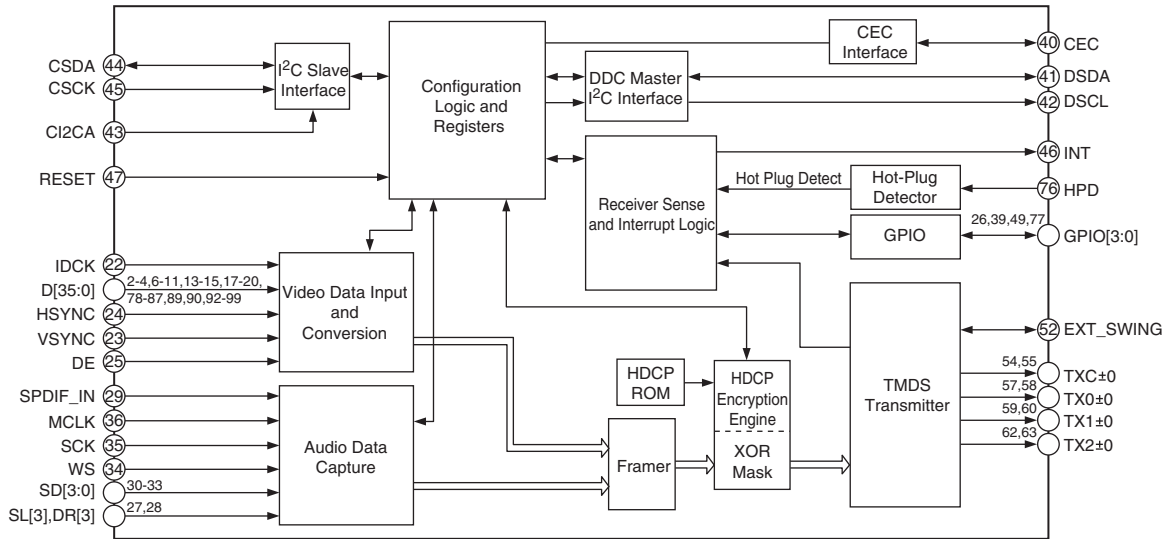 CSDA 44
CSCK 45
CI2CA 43
RESET 47
I²C Slave
Interface
Configuration
Logic and
Registers
CEC
Interface
40 CEC
DDC Master
I²C Interface
41 DSDA
42 DSCL
46 INT
Receiver Sense
and Interrupt Logic
Hot Plug Detect
Hot-Plug
Detector
76 HPD
GPIO
26,39,49,77
GPIO[3:0]
IDCK 22
D[35:0]
2-4,6-11,13-15,17-20,
78-87,89,90,92-99
HSYNC 24
VSYNC 23
DE 25
Video Data Input
and
Conversion
SPDIF_IN 29
MCLK 36
SCK 35
WS 34
SD[3:0] 30-33
SL[3],DR[3] 27,28
Audio Data
Capture
Framer
HDCP
ROM
HDCP
Encryption
Engine
XOR
Mask
TMDS
Transmitter
52 EXT_SWING
54,55 TXC±0
57,58 TX0±0
59,60 TX1±0
62,63 TX2±0